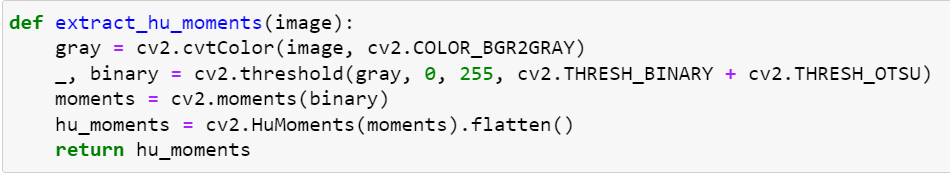 def extract_hu_moments(image):
    gray = cv2.cvtColor(image, cv2.COLOR_BGR2GRAY)
    _, binary = cv2.threshold(gray, 0, 255, cv2.THRESH_BINARY + cv2.THRESH_OTSU)
    moments = cv2.moments(binary)
    hu_moments = cv2.HuMoments(moments).flatten()
    return hu_moments